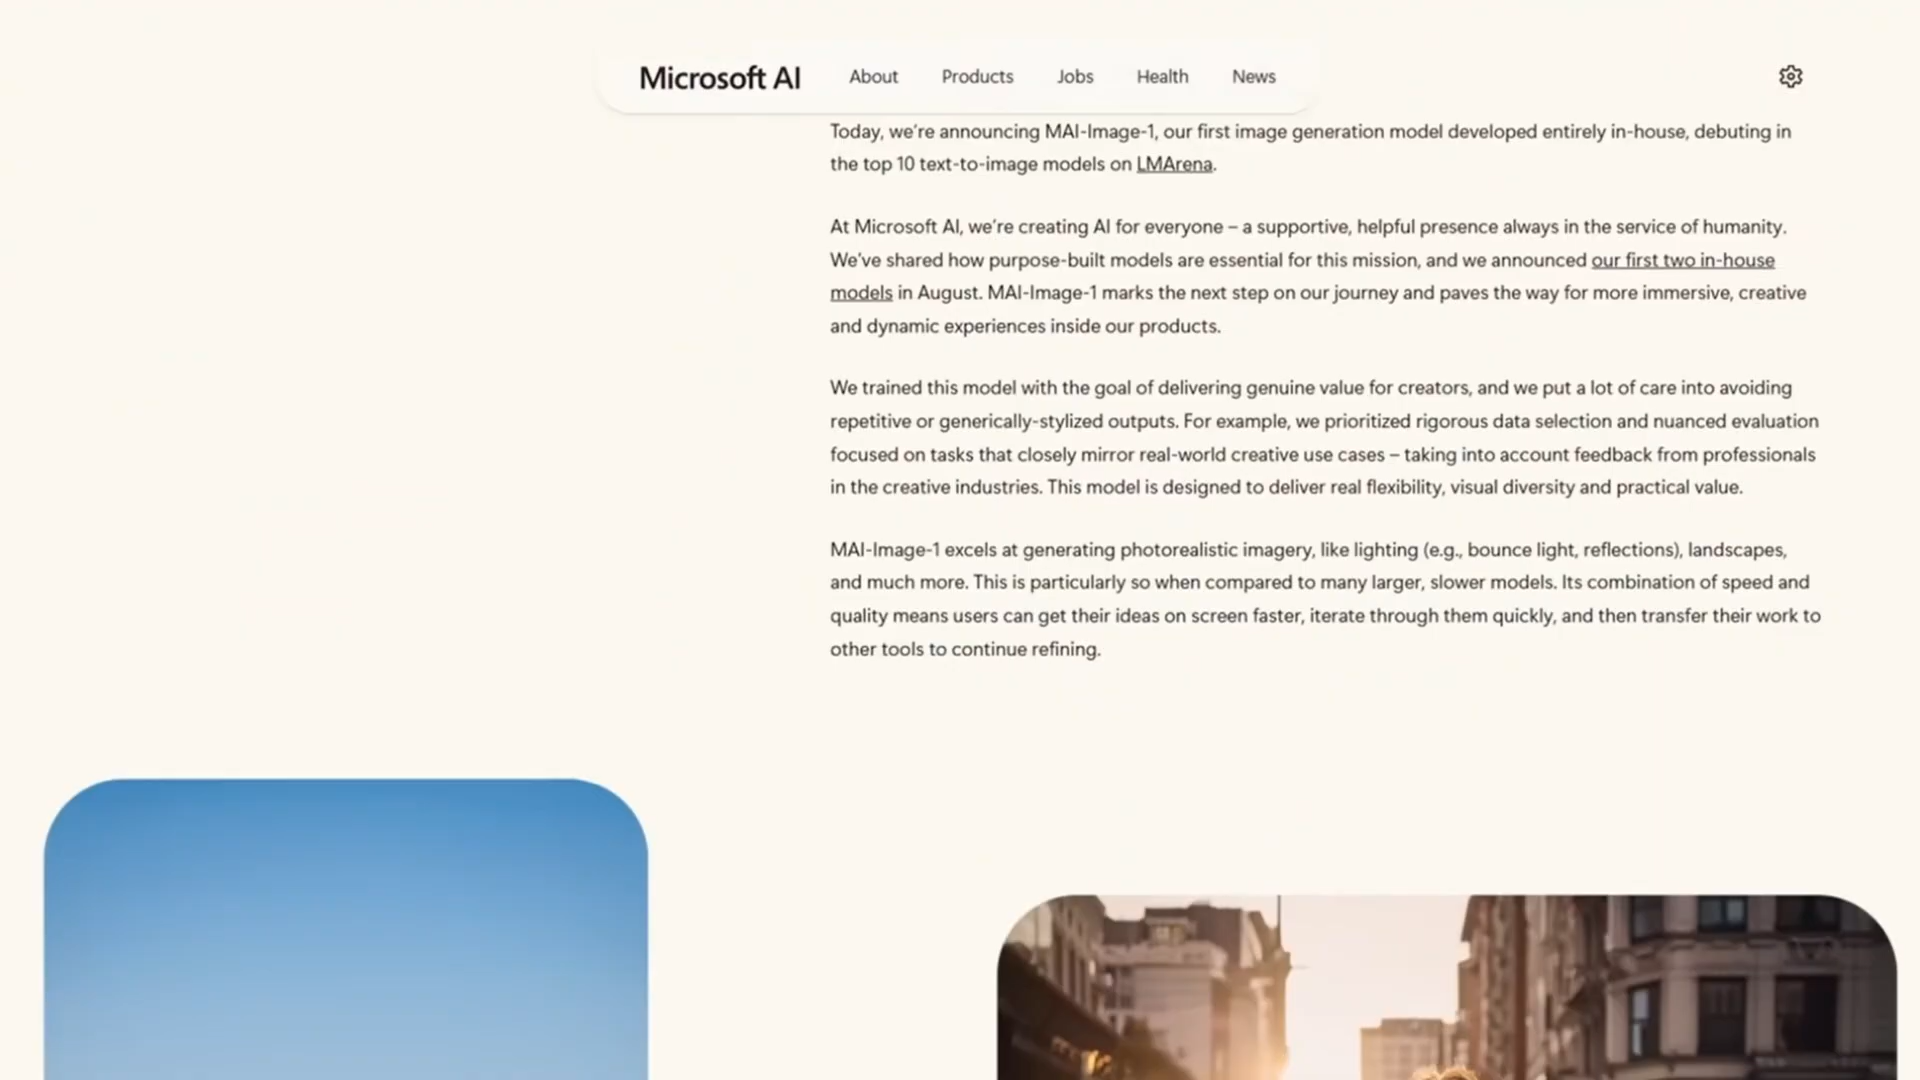 Microsoft AI About Products Jobs Health News
Today, we're announcing MAI-Image-1, our first image generation model developed entirely in-house, debuting in
the top 10 text-to-image models on LMArena.
At Microsoft AI, we're creating AI for everyone – a supportive, helpful presence always in the service of humanity.
We've shared how purpose-built models are essential for this mission, and we announced our first two in-house
models in August. MAI-Image-1 marks the next step on our journey and paves the way for more immersive, creative
and dynamic experiences inside our products.
We trained this model with the goal of delivering genuine value for creators, and we put a lot of care into avoiding
repetitive or generically-stylized outputs. For example, we prioritized rigorous data selection and nuanced evaluation
focused on tasks that closely mirror real-world creative use cases – taking into account feedback from professionals
in the creative industries. This model is designed to deliver real flexibility, visual diversity and practical value.
MAI-Image-1 excels at generating photorealistic imagery, like lighting (e.g., bounce light, reflections), landscapes,
and much more. This is particularly so when compared to many larger, slower models. Its combination of speed and
quality means users can get their ideas on screen faster, iterate through them quickly, and then transfer their work to
other tools to continue refining.